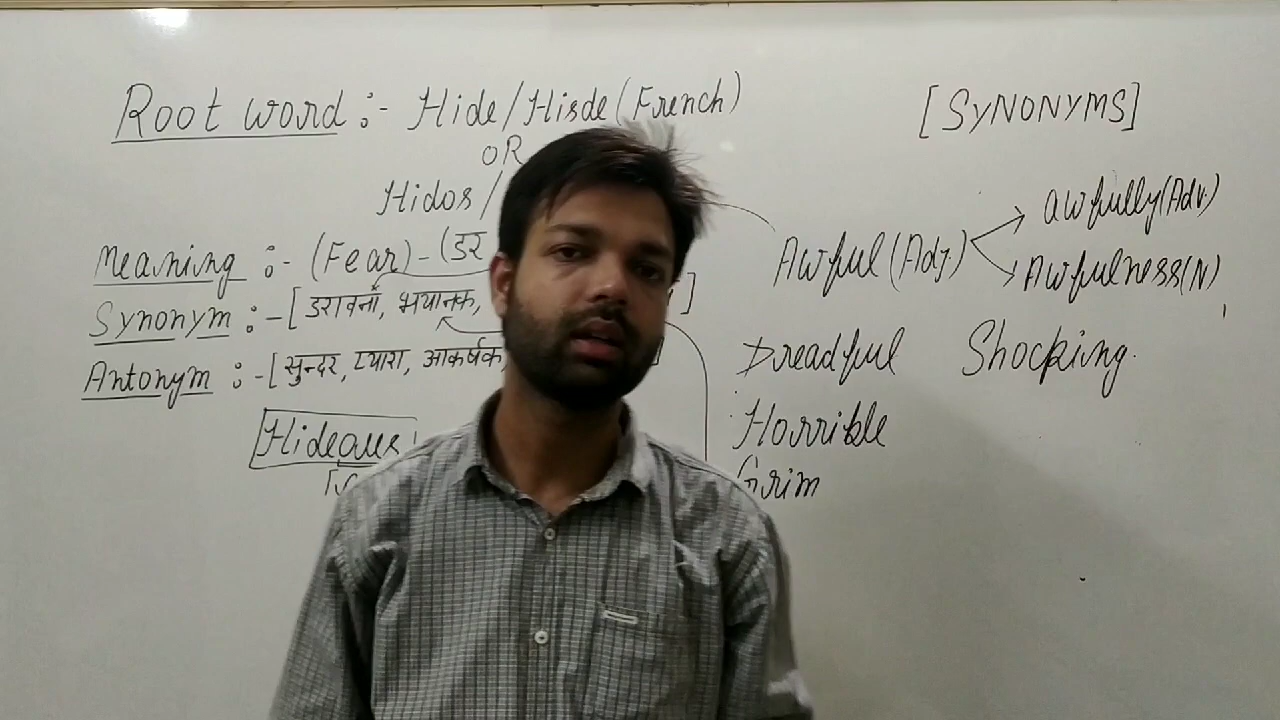 Root word :- Hide/Hisde (French)
OR
Hidos /
Meaning :- (Fear) - (डर
Synonym :- [डरावना, भयानक, ]
Antonym :- [सुन्दर, प्यारा, आकर्षक,
Hideous
[SYNONYMS]
Awful (Adj.)
awfully (Adv.)
Awfulness (N)
Dreadful Shocking.
Horrible
Grim